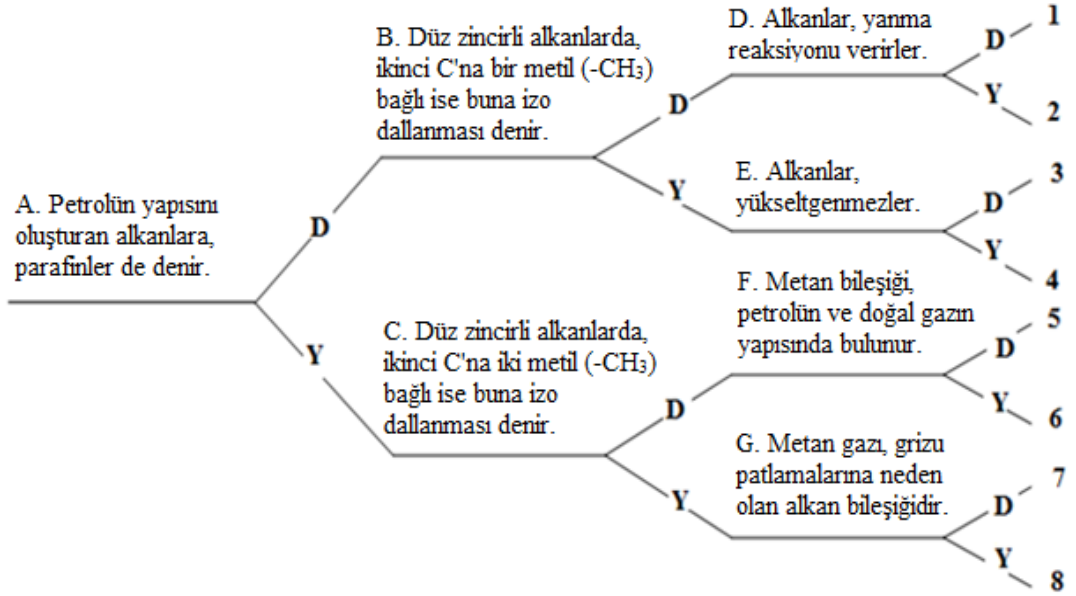 A. Petrolün yapısını
oluşturan alkanlara,
parafinler de denir.
D
Y
B. Düz zincirli alkanlarda,
ikinci C'na bir metil (-CH₃)
bağlı ise buna izo
dallanması denir.
D
Y
C. Düz zincirli alkanlarda,
ikinci C'na iki metil (-CH₃)
bağlı ise buna izo
dallanması denir.
D
Y
D. Alkanlar, yanma
reaksiyonu verirler.
D
1
Y
2
E. Alkanlar,
yükseltgenmezler.
D
3
Y
4
F. Metan bileşiği,
petrolün ve doğal gazın
yapısında bulunur.
D
5
Y
6
G. Metan gazı, grizu
patlamalarına neden
olan alkan bileşiğidir.
D
7
Y
8